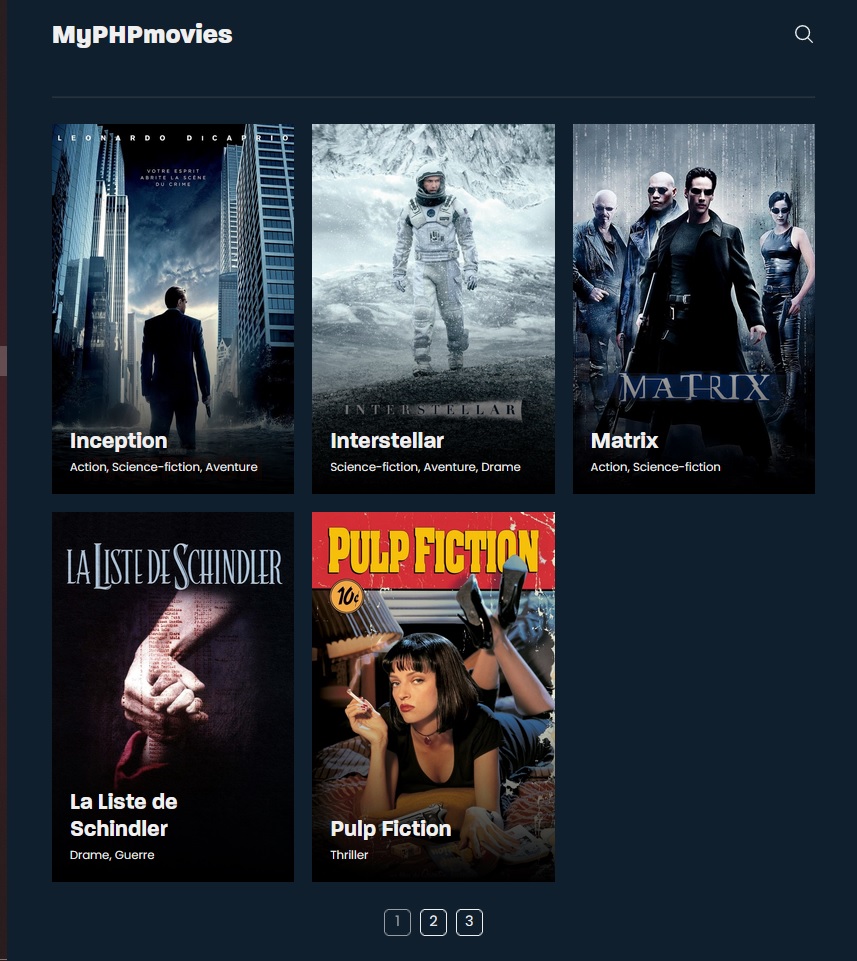 MyPHPmovies
LEONARDO DiCAPRIO
VOTRE ESPRIT
ABRITE LA SCÈNE
DU CRIME
INTERSTELLAR
Inception
Interstellar
Science-fiction, Aventure, Drame
Action, Science-fiction, Aventure
MATRIX
Matrix
Action, Science-fiction
LA LISTE DE SCHINDLER
La Liste de
Schindler
Drame, Guerre
PULP FICTION
10¢
Pulp Fiction
Thriller
1 2 3